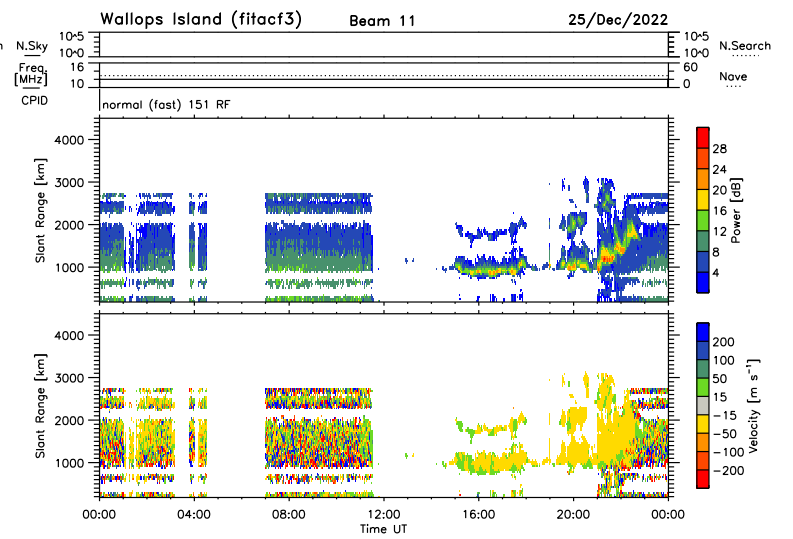 Wallops Island (fitacf3) Beam 11 25/Dec/2022
n N.Sky 10^5 10^0 10^5 10^0 N.Search
Freq. [MHz] 16 10 60 0 Nave
CPID normal (fast) 151 RF
Slant Range [km]
4000
3000
2000
1000
28
24
20
16
12
8
4
Power [dB]
Slant Range [km]
4000
3000
2000
1000
200
100
50
15
−15
−50
−100
−200
Velocity [m s⁻¹]
00:00 04:00 08:00 12:00 16:00 20:00 00:00
Time UT